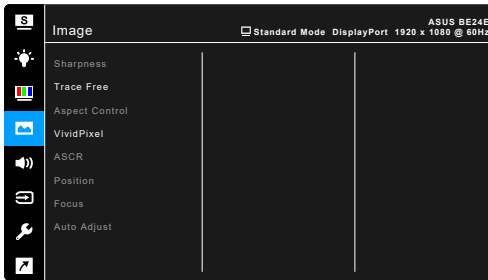 S
Image
ASUS BE24E
Standard Mode DisplayPort 1920 x 1080 @ 60Hz
Sharpness
Trace Free
Aspect Control
VividPixel
ASCR
Position
Focus
Auto Adjust